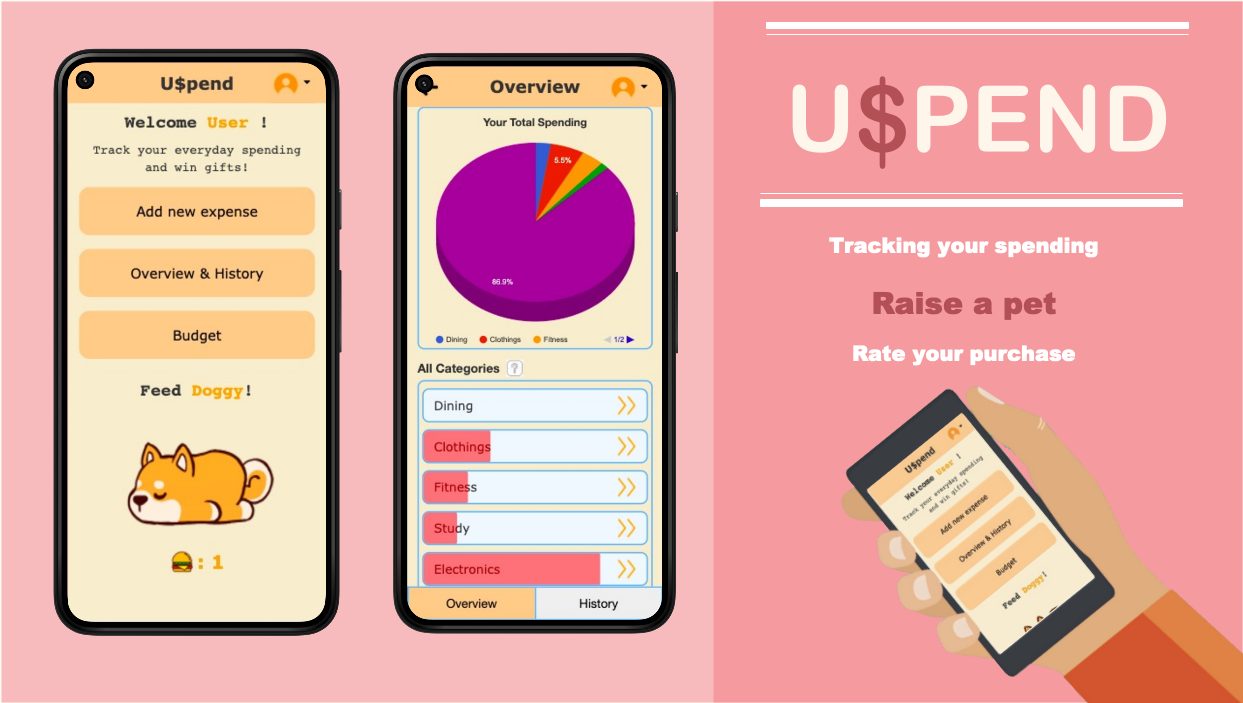 U$pend
Welcome User !
Track your everyday spending
and win gifts!
Add new expense
Overview & History
Budget
Feed Doggy!
: 1
Overview
Your Total Spending
5.5%
86.9%
Dining Clothings Fitness 1/2
All Categories ?
Dining
Clothings
Fitness
Study
Electronics
Overview History
U$PEND
Tracking your spending
Raise a pet
Rate your purchase
U$pend
Welcome User !
Track your everyday spending
and win gifts!
Add new expense
Overview & History
Budget
Feed Doggy!